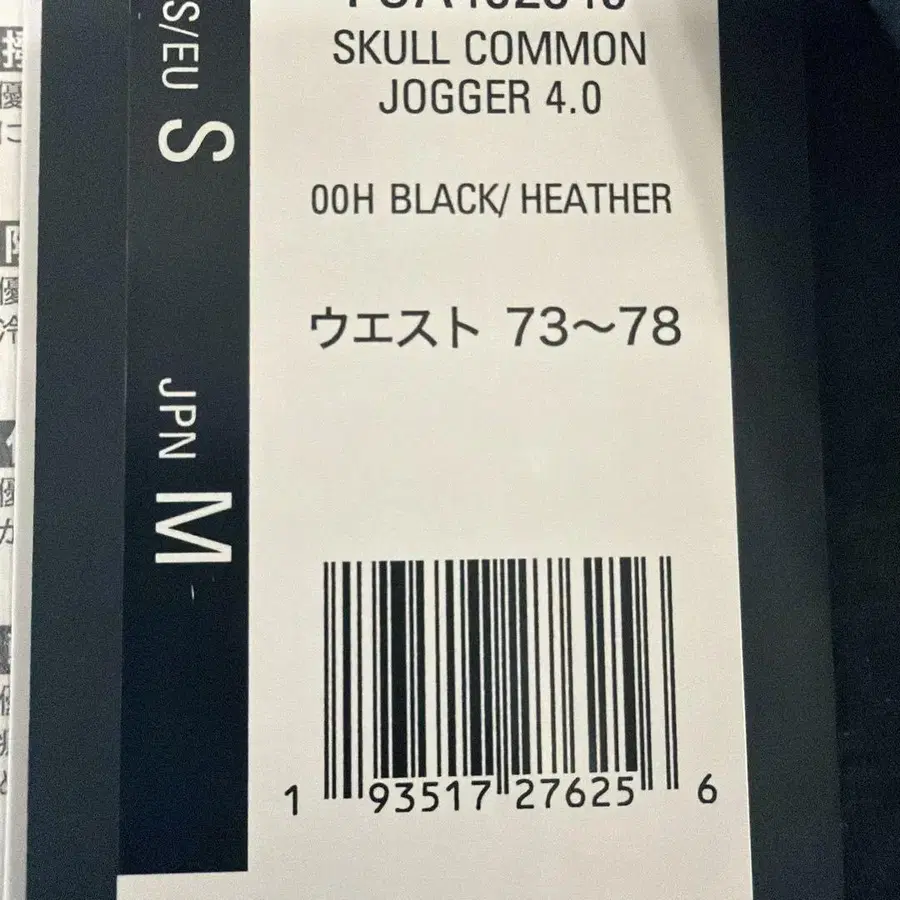 SKULL COMMON
JOGGER 4.0
00H BLACK/ HEATHER
ウエスト 73～78
S/EU S
JPN M
1 93517 27625 6